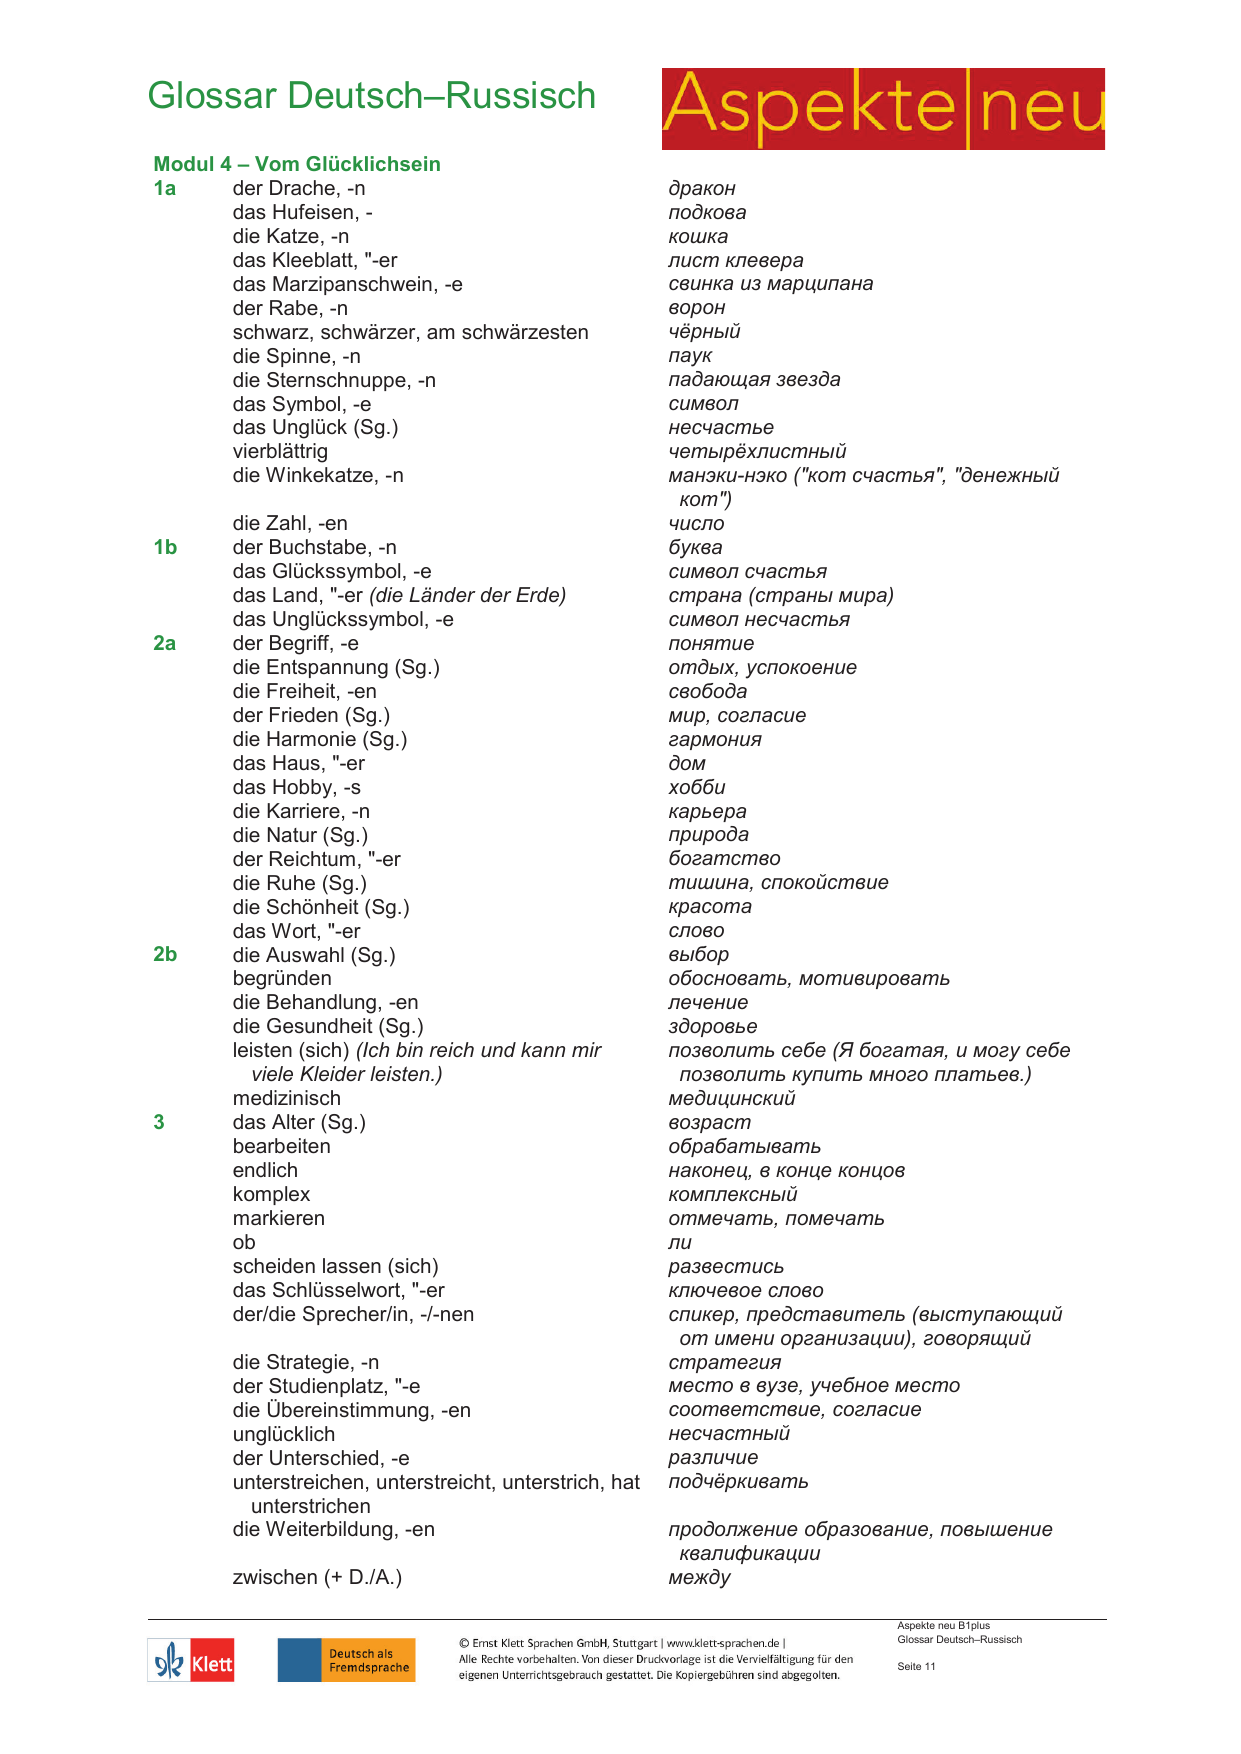 Glossar Deutsch–Russisch
Aspekte|neu
Modul 4 – Vom Glücklichsein
1a der Drache, -n дракон
das Hufeisen, - подкова
die Katze, -n кошка
das Kleeblatt, "-er лист клевера
das Marzipanschwein, -e свинка из марципана
der Rabe, -n ворон
schwarz, schwärzer, am schwärzesten чёрный
die Spinne, -n паук
die Sternschnuppe, -n падающая звезда
das Symbol, -e символ
das Unglück (Sg.) несчастье
vierblättrig четырёхлистный
die Winkekatze, -n манэки-нэко ("кот счастья", "денежный
кот")
die Zahl, -en число
1b der Buchstabe, -n буква
das Glückssymbol, -e символ счастья
das Land, "-er (die Länder der Erde) страна (страны мира)
das Unglückssymbol, -e символ несчастья
2a der Begriff, -e понятие
die Entspannung (Sg.) отдых, успокоение
die Freiheit, -en свобода
der Frieden (Sg.) мир, согласие
die Harmonie (Sg.) гармония
das Haus, "-er дом
das Hobby, -s хобби
die Karriere, -n карьера
die Natur (Sg.) природа
der Reichtum, "-er богатство
die Ruhe (Sg.) тишина, спокойствие
die Schönheit (Sg.) красота
das Wort, "-er слово
2b die Auswahl (Sg.) выбор
begründen обосновать, мотивировать
die Behandlung, -en лечение
die Gesundheit (Sg.) здоровье
leisten (sich) (Ich bin reich und kann mir позволить себе (Я богатая, и могу себе
viele Kleider leisten.) позволить купить много платьев.)
medizinisch медицинский
3 das Alter (Sg.) возраст
bearbeiten обрабатывать
endlich наконец, в конце концов
komplex комплексный
markieren отмечать, помечать
ob ли
scheiden lassen (sich) развестись
das Schlüsselwort, "-er ключевое слово
der/die Sprecher/in, -/-nen спикер, представитель (выступающий
от имени организации), говорящий
die Strategie, -n стратегия
der Studienplatz, "-e место в вузе, учебное место
die Übereinstimmung, -en соответствие, согласие
unglücklich несчастный
der Unterschied, -e различие
unterstreichen, unterstreicht, unterstrich, hat подчёркивать
unterstrichen
die Weiterbildung, -en продолжение образование, повышение
квалификации
zwischen (+ D./A.) между
Klett
Deutsch als
Fremdsprache
© Ernst Klett Sprachen GmbH, Stuttgart | www.klett-sprachen.de |
Alle Rechte vorbehalten. Von dieser Druckvorlage ist die Vervielfältigung für den
eigenen Unterrichtsgebrauch gestattet. Die Kopiergebühren sind abgegolten.
Aspekte neu B1plus
Glossar Deutsch–Russisch
Seite 11